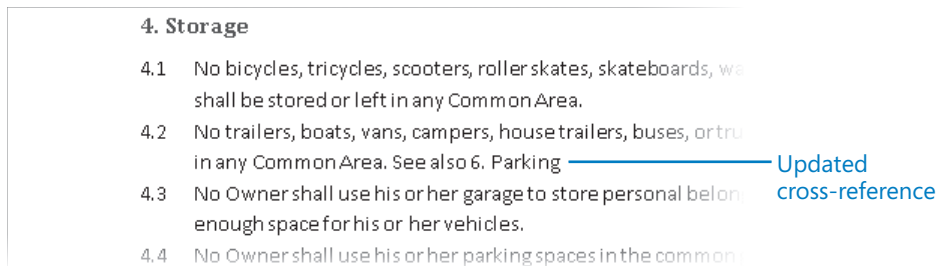 4. Storage
4.1 No bicycles, tricycles, scooters, roller skates, skateboards,
shall be stored or left in any Common Area.
4.2 No trailers, boats, vans, campers, house trailers, buses, or
in any Common Area. See also 6. Parking
Updated
cross-reference
4.3 No Owner shall use his or her garage to store personal
enough space for his or her vehicles.
4.4 No Owner shall use his or her parking spaces in the common